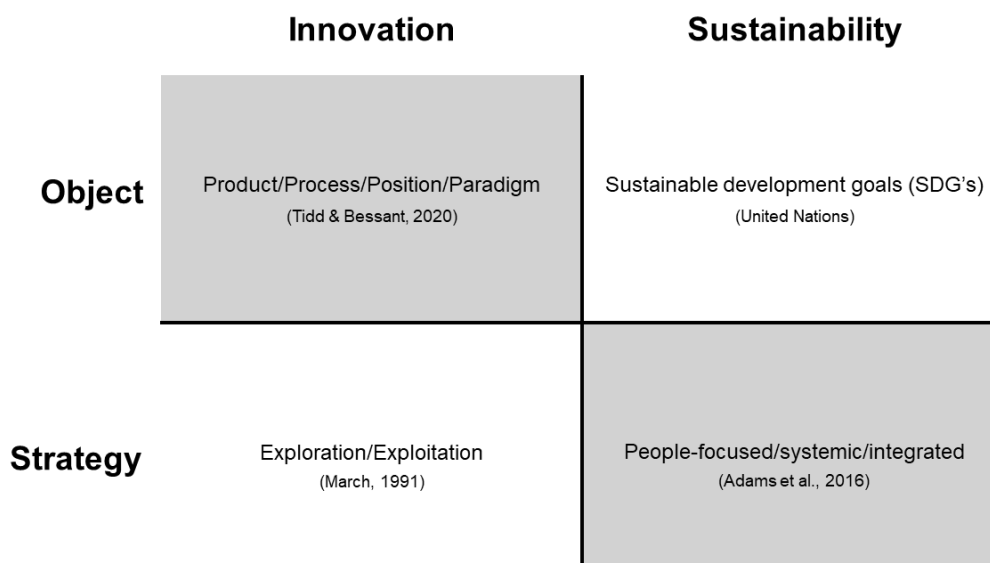 Innovation
Sustainability
Object
Product/Process/Position/Paradigm
(Tidd & Bessant, 2020)
Sustainable development goals (SDG's)
(United Nations)
Strategy
Exploration/Exploitation
(March, 1991)
People-focused/systemic/integrated
(Adams et al., 2016)